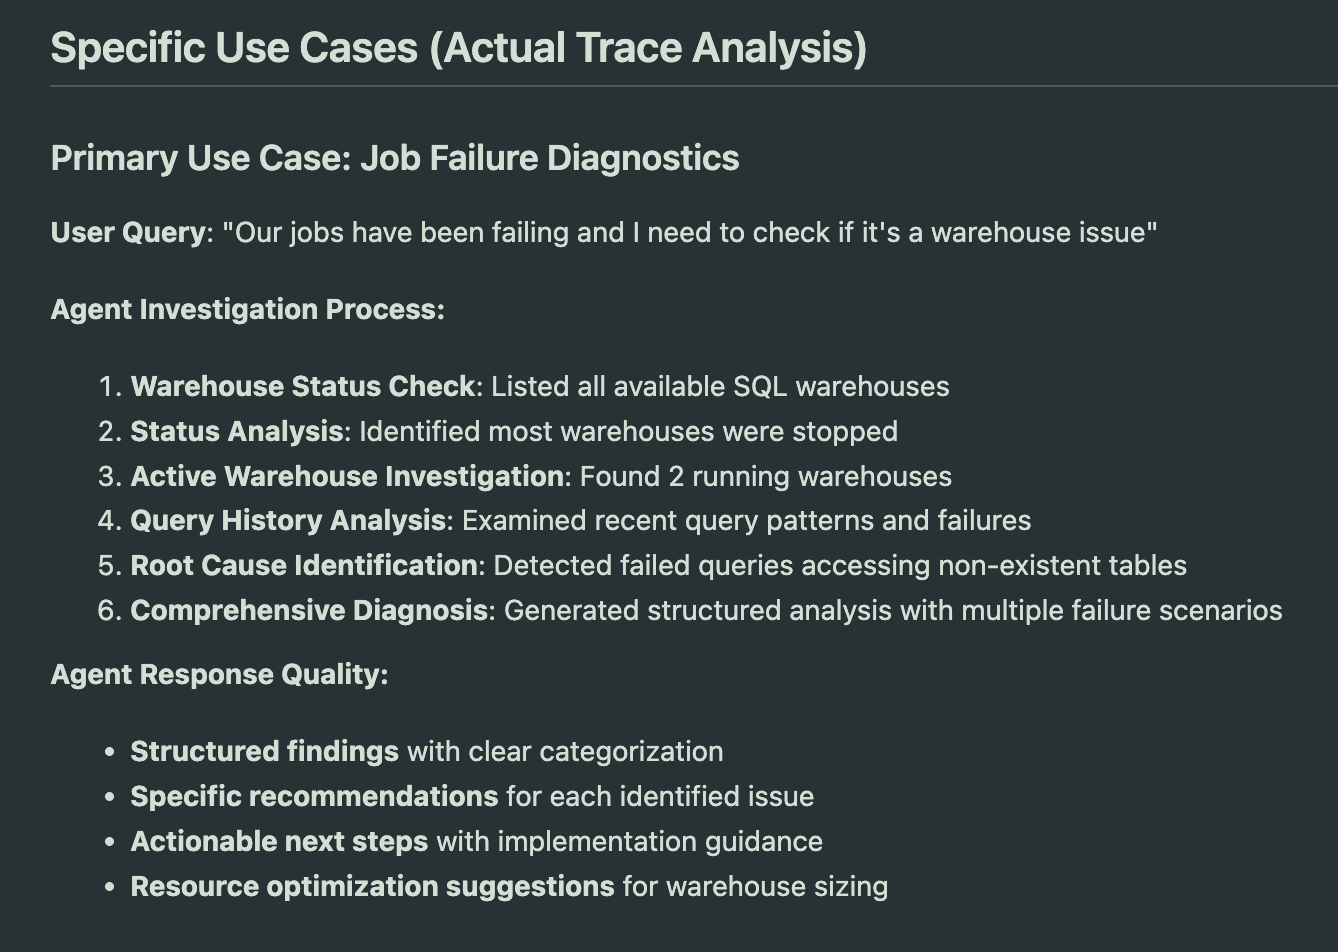 Specific Use Cases (Actual Trace Analysis)
Primary Use Case: Job Failure Diagnostics
User Query: "Our jobs have been failing and I need to check if it's a warehouse issue"
Agent Investigation Process:
1. Warehouse Status Check: Listed all available SQL warehouses
2. Status Analysis: Identified most warehouses were stopped
3. Active Warehouse Investigation: Found 2 running warehouses
4. Query History Analysis: Examined recent query patterns and failures
5. Root Cause Identification: Detected failed queries accessing non-existent tables
6. Comprehensive Diagnosis: Generated structured analysis with multiple failure scenarios
Agent Response Quality:
• Structured findings with clear categorization
• Specific recommendations for each identified issue
• Actionable next steps with implementation guidance
• Resource optimization suggestions for warehouse sizing